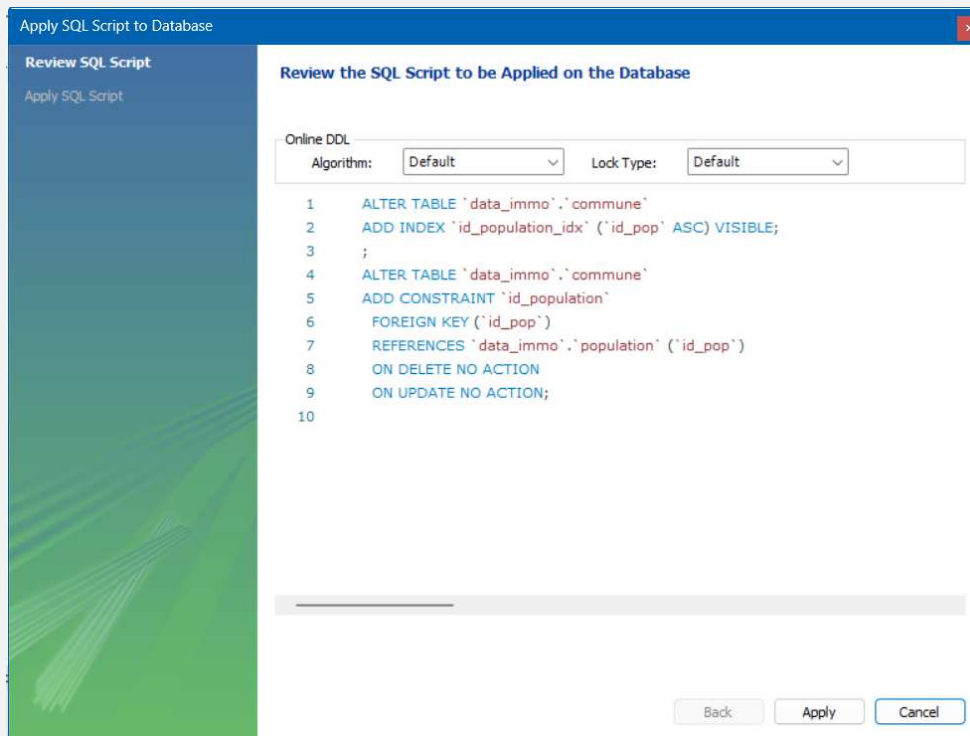 Apply SQL Script to Database
Review SQL Script
Apply SQL Script
Review the SQL Script to be Applied on the Database
Online DDL
Algorithm: Default Lock Type: Default
1 ALTER TABLE `data_immo`.`commune`
2 ADD INDEX `id_population_idx` (`id_pop` ASC) VISIBLE;
3 ;
4 ALTER TABLE `data_immo`.`commune`
5 ADD CONSTRAINT `id_population`
6 FOREIGN KEY (`id_pop`)
7 REFERENCES `data_immo`.`population` (`id_pop`)
8 ON DELETE NO ACTION
9 ON UPDATE NO ACTION;
10
Back Apply Cancel